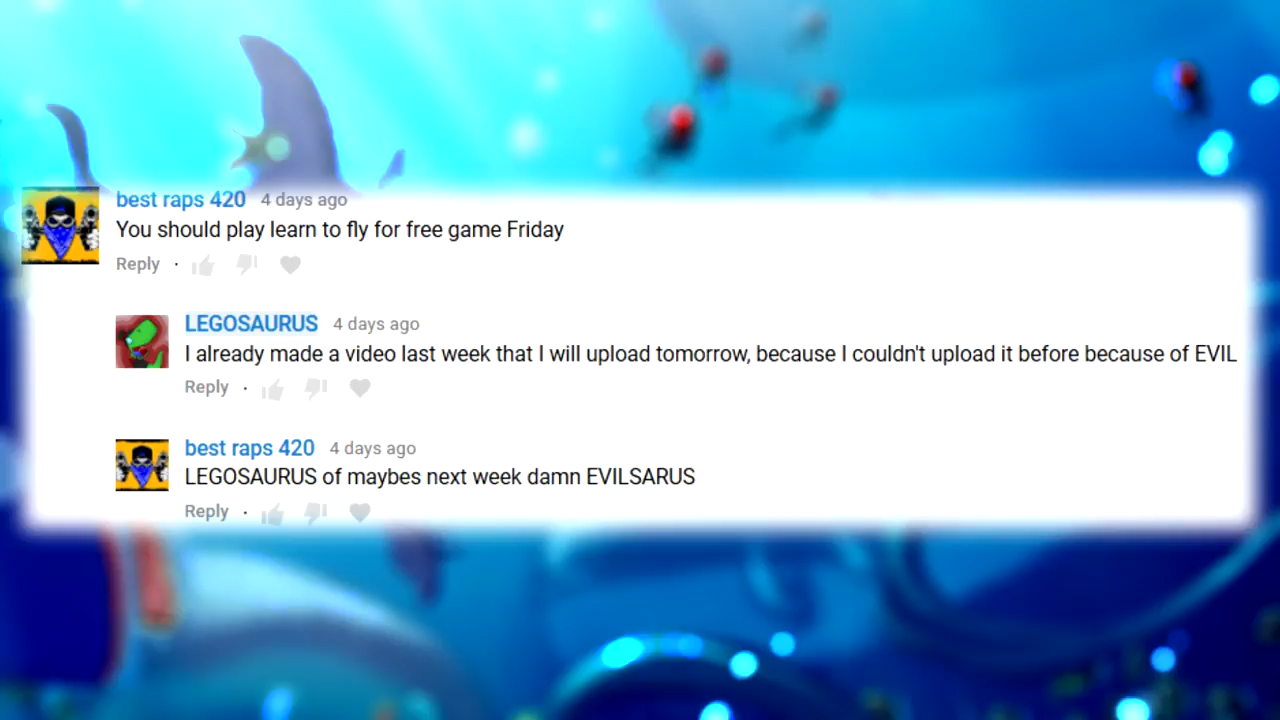 best raps 420 4 days ago
You should play learn to fly for free game Friday
Reply ·
LEGOSAURUS 4 days ago
I already made a video last week that I will upload tomorrow, because I couldn't upload it before because of EVIL
Reply ·
best raps 420 4 days ago
LEGOSAURUS of maybes next week damn EVILSARUS
Reply ·